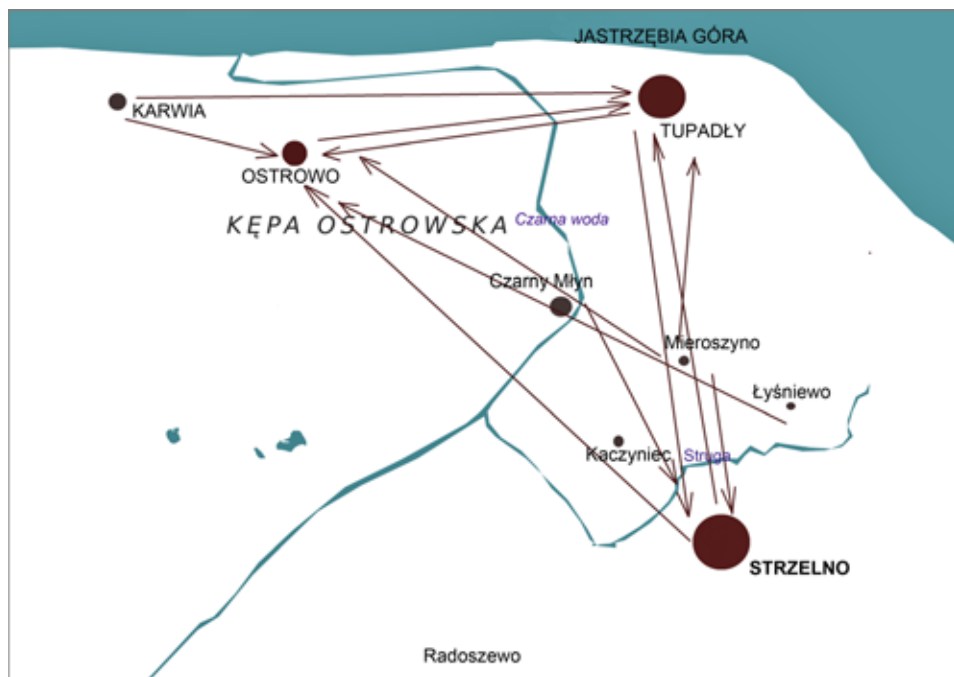 JASTRZĘBIA GÓRA
KARWIA
TUPADŁY
OSTROWO
KĘPA OSTROWSKA
Czarna woda
Czarny Młyn
Mieroszyno
Łyśniewo
Kaczyniec
Struga
STRZELNO
Radoszewo